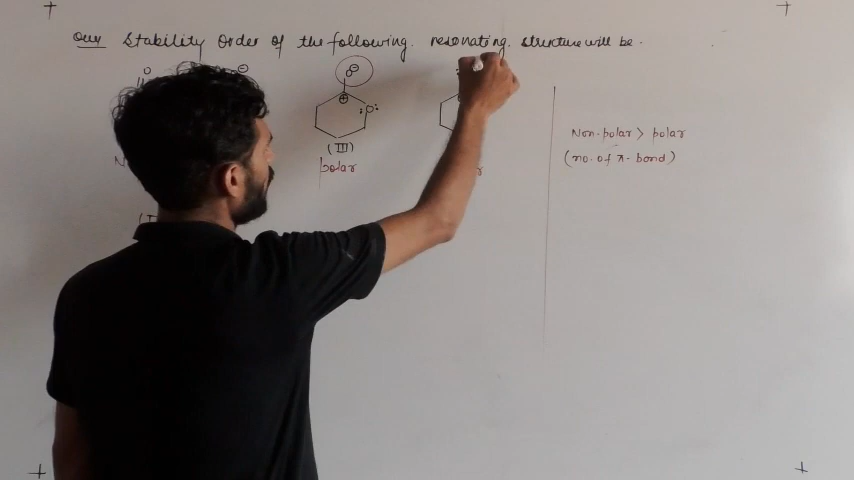 Que Stability Order of the following. resonating. structure will be.
O ⊖
O⊖
⊕ :O:
(III)
polar
Non-polar > polar
(no. of π-bond)